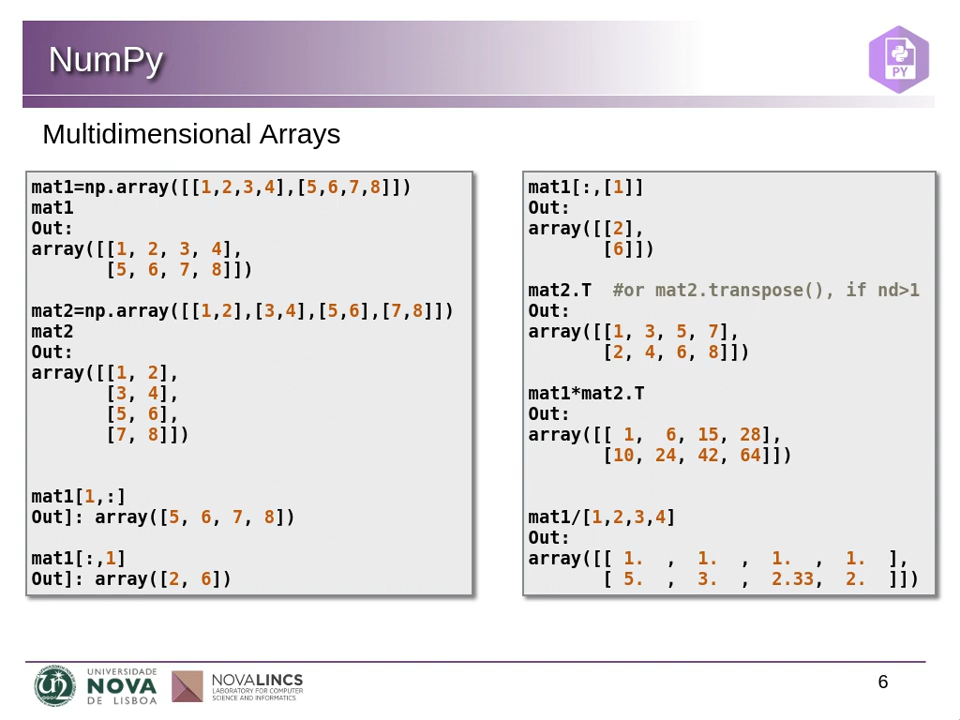 NumPy
PY
Multidimensional Arrays
mat1=np.array([[1,2,3,4],[5,6,7,8]])
mat1
Out:
array([[1, 2, 3, 4],
       [5, 6, 7, 8]])
mat2=np.array([[1,2],[3,4],[5,6],[7,8]])
mat2
Out:
array([[1, 2],
       [3, 4],
       [5, 6],
       [7, 8]])
mat1[1,:]
Out]: array([5, 6, 7, 8])
mat1[:,1]
Out]: array([2, 6])
mat1[:,[1]]
Out:
array([[2],
       [6]])
mat2.T  #or mat2.transpose(), if nd>1
Out:
array([[1, 3, 5, 7],
       [2, 4, 6, 8]])
mat1*mat2.T
Out:
array([[ 1,  6, 15, 28],
       [10, 24, 42, 64]])
mat1/[1,2,3,4]
Out:
array([[ 1.  ,  1.  ,  1.  ,  1.  ],
       [ 5.  ,  3.  ,  2.33,  2.  ]])
UNIVERSIDADE
NOVA
DE LISBOA
NOVALINCS
LABORATORY FOR COMPUTER
SCIENCE AND INFORMATICS
6